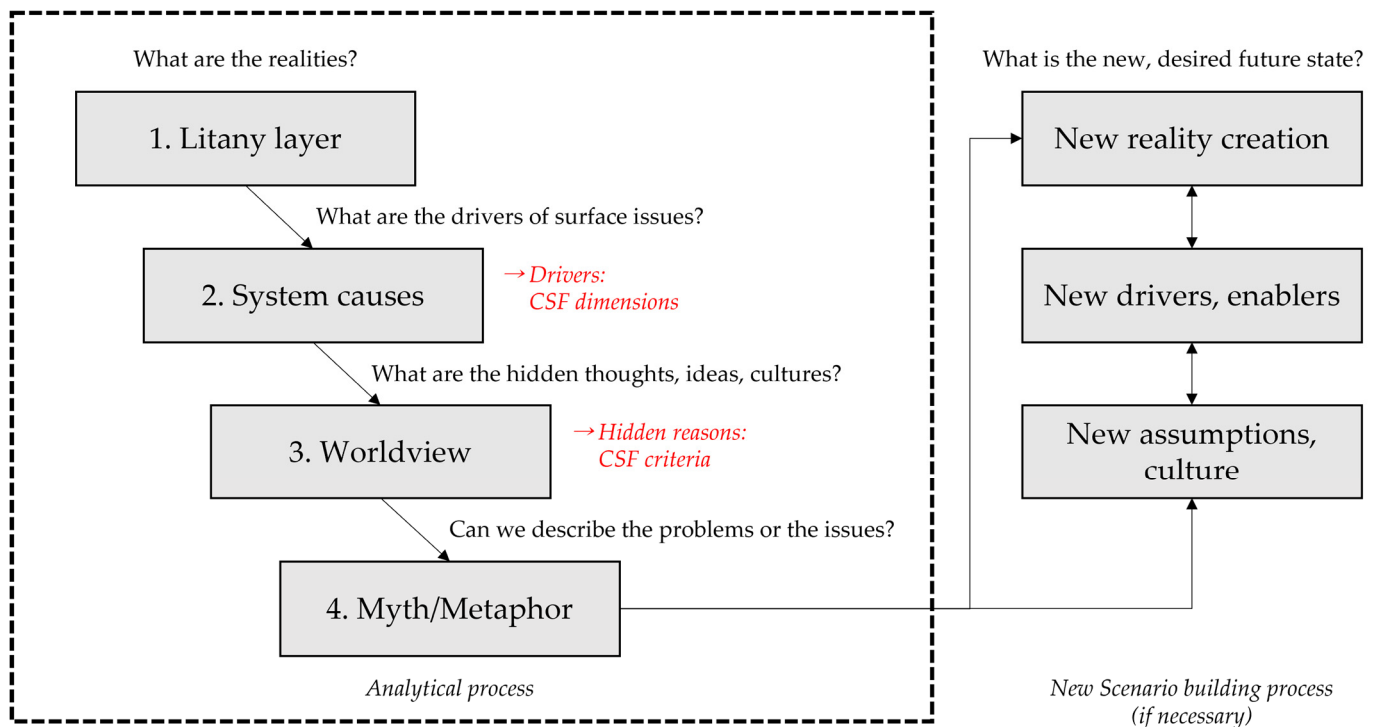 What are the realities?
1. Litany layer
What are the drivers of surface issues?
2. System causes
→ Drivers:
CSF dimensions
What are the hidden thoughts, ideas, cultures?
3. Worldview
→ Hidden reasons:
CSF criteria
Can we describe the problems or the issues?
4. Myth/Metaphor
Analytical process
What is the new, desired future state?
New reality creation
New drivers, enablers
New assumptions,
culture
New Scenario building process
(if necessary)